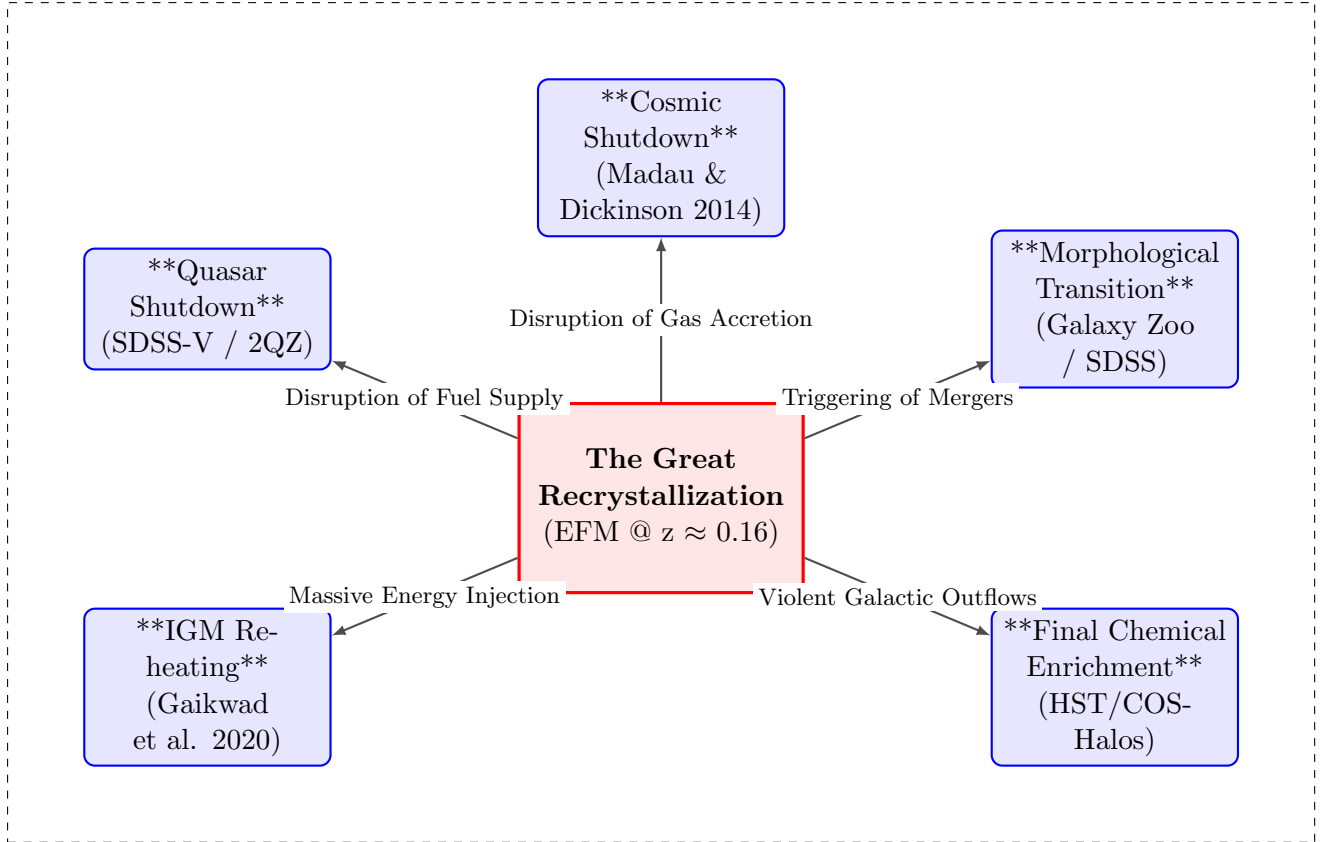 **Cosmic
Shutdown**
(Madau &
Dickinson 2014)
**Quasar
Shutdown**
(SDSS-V / 2QZ)
**Morphological
Transition**
(Galaxy Zoo
/ SDSS)
Disruption of Gas Accretion
Disruption of Fuel Supply
Triggering of Mergers
The Great
Recrystallization
(EFM @ z ≈ 0.16)
Massive Energy Injection
Violent Galactic Outflows
**IGM Re-
heating**
(Gaikwad
et al. 2020)
**Final Chemical
Enrichment**
(HST/COS-
Halos)